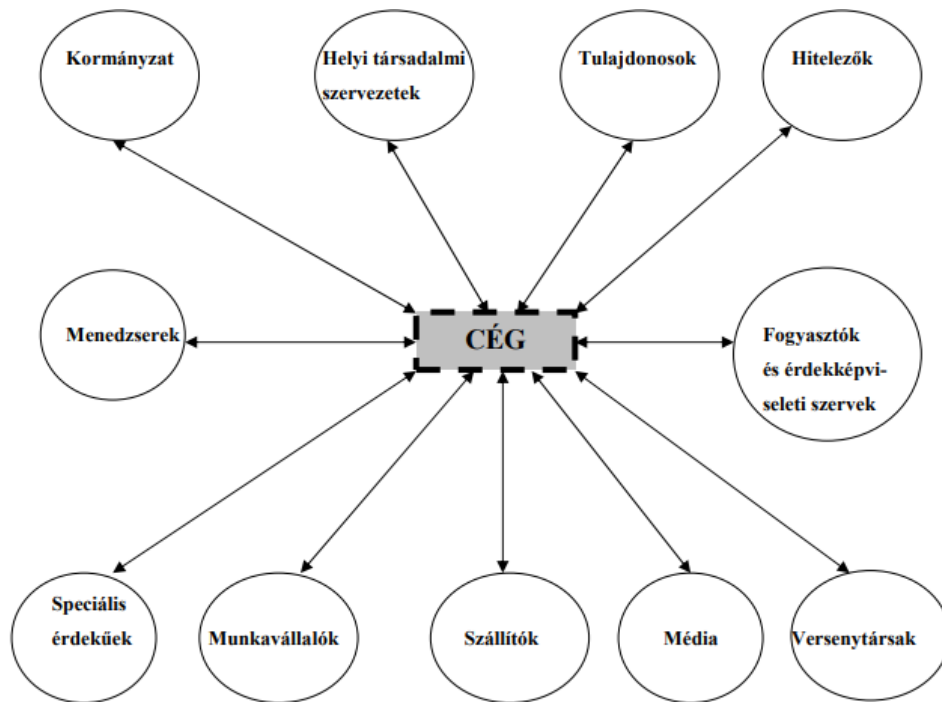 Kormányzat
Helyi társadalmi
szervezetek
Tulajdonosok
Hitelezők
Menedzserek
CÉG
Fogyasztók
és érdekképvi-
seleti szervek
Speciális
érdekűek
Munkavállalók
Szállítók
Média
Versenytársak